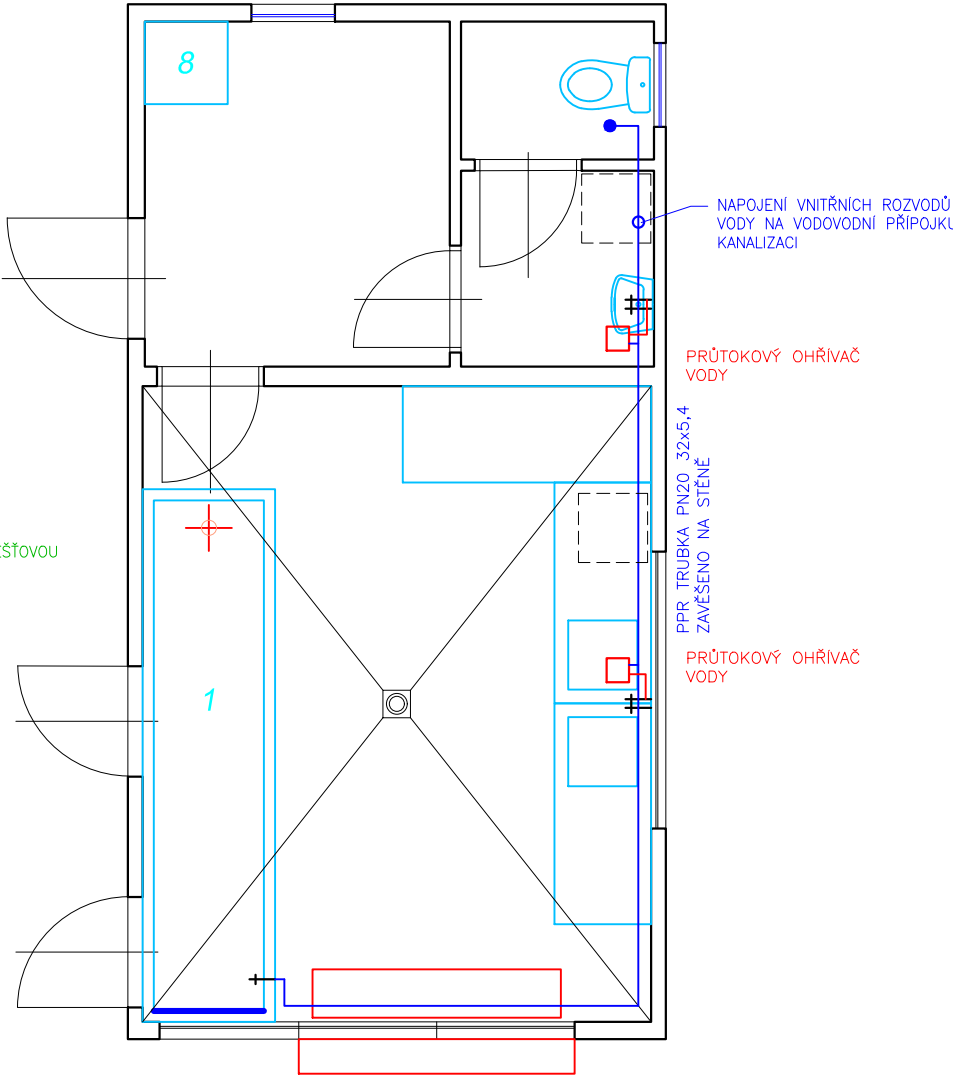 8
NAPOJENÍ VNITŘNÍCH ROZVODŮ
VODY NA VODOVODNÍ PŘÍPOJKU
KANALIZACI
PRŮTOKOVÝ OHŘÍVAČ
VODY
PPR TRUBKA PN20 32x5,4
ZAVĚŠENO NA STĚNĚ
1
PRŮTOKOVÝ OHŘÍVAČ
VODY